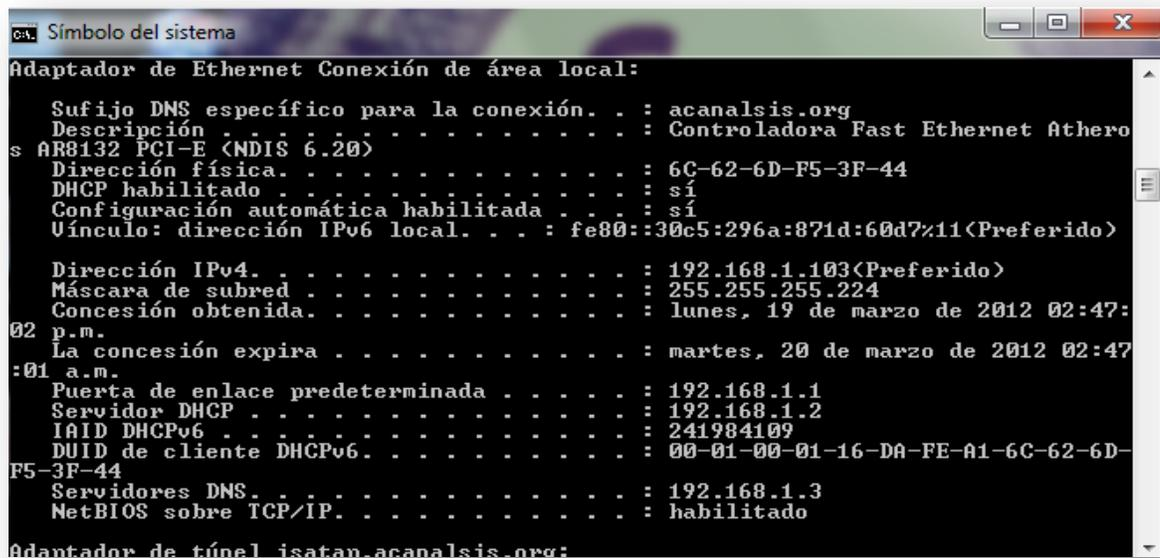 Símbolo del sistema
Adaptador de Ethernet Conexión de área local:
Sufijo DNS específico para la conexión. . : acanalsis.org
Descripción . . . . . . . . . . . . . . . : Controladora Fast Ethernet Athero
s AR8132 PCI-E (NDIS 6.20)
Dirección física. . . . . . . . . . . . . : 6C-62-6D-F5-3F-44
DHCP habilitado . . . . . . . . . . . . . : sí
Configuración automática habilitada . . . : sí
Vínculo: dirección IPv6 local. . . : fe80::30c5:296a:871d:60d7%11(Preferido)
Dirección IPv4. . . . . . . . . . . . . . : 192.168.1.103(Preferido)
Máscara de subred . . . . . . . . . . . . : 255.255.255.224
Concesión obtenida. . . . . . . . . . . . : lunes, 19 de marzo de 2012 02:47:
02 p.m.
La concesión expira . . . . . . . . . . . : martes, 20 de marzo de 2012 02:47
:01 a.m.
Puerta de enlace predeterminada . . . . . : 192.168.1.1
Servidor DHCP . . . . . . . . . . . . . . : 192.168.1.2
IAID DHCPv6 . . . . . . . . . . . . . . . : 241984109
DUID de cliente DHCPv6. . . . . . . . . . : 00-01-00-01-16-DA-FE-A1-6C-62-6D-
F5-3F-44
Servidores DNS. . . . . . . . . . . . . . : 192.168.1.3
NetBIOS sobre TCP/IP. . . . . . . . . . . : habilitado
Adaptador de túnel isatap.acanalsis.org: